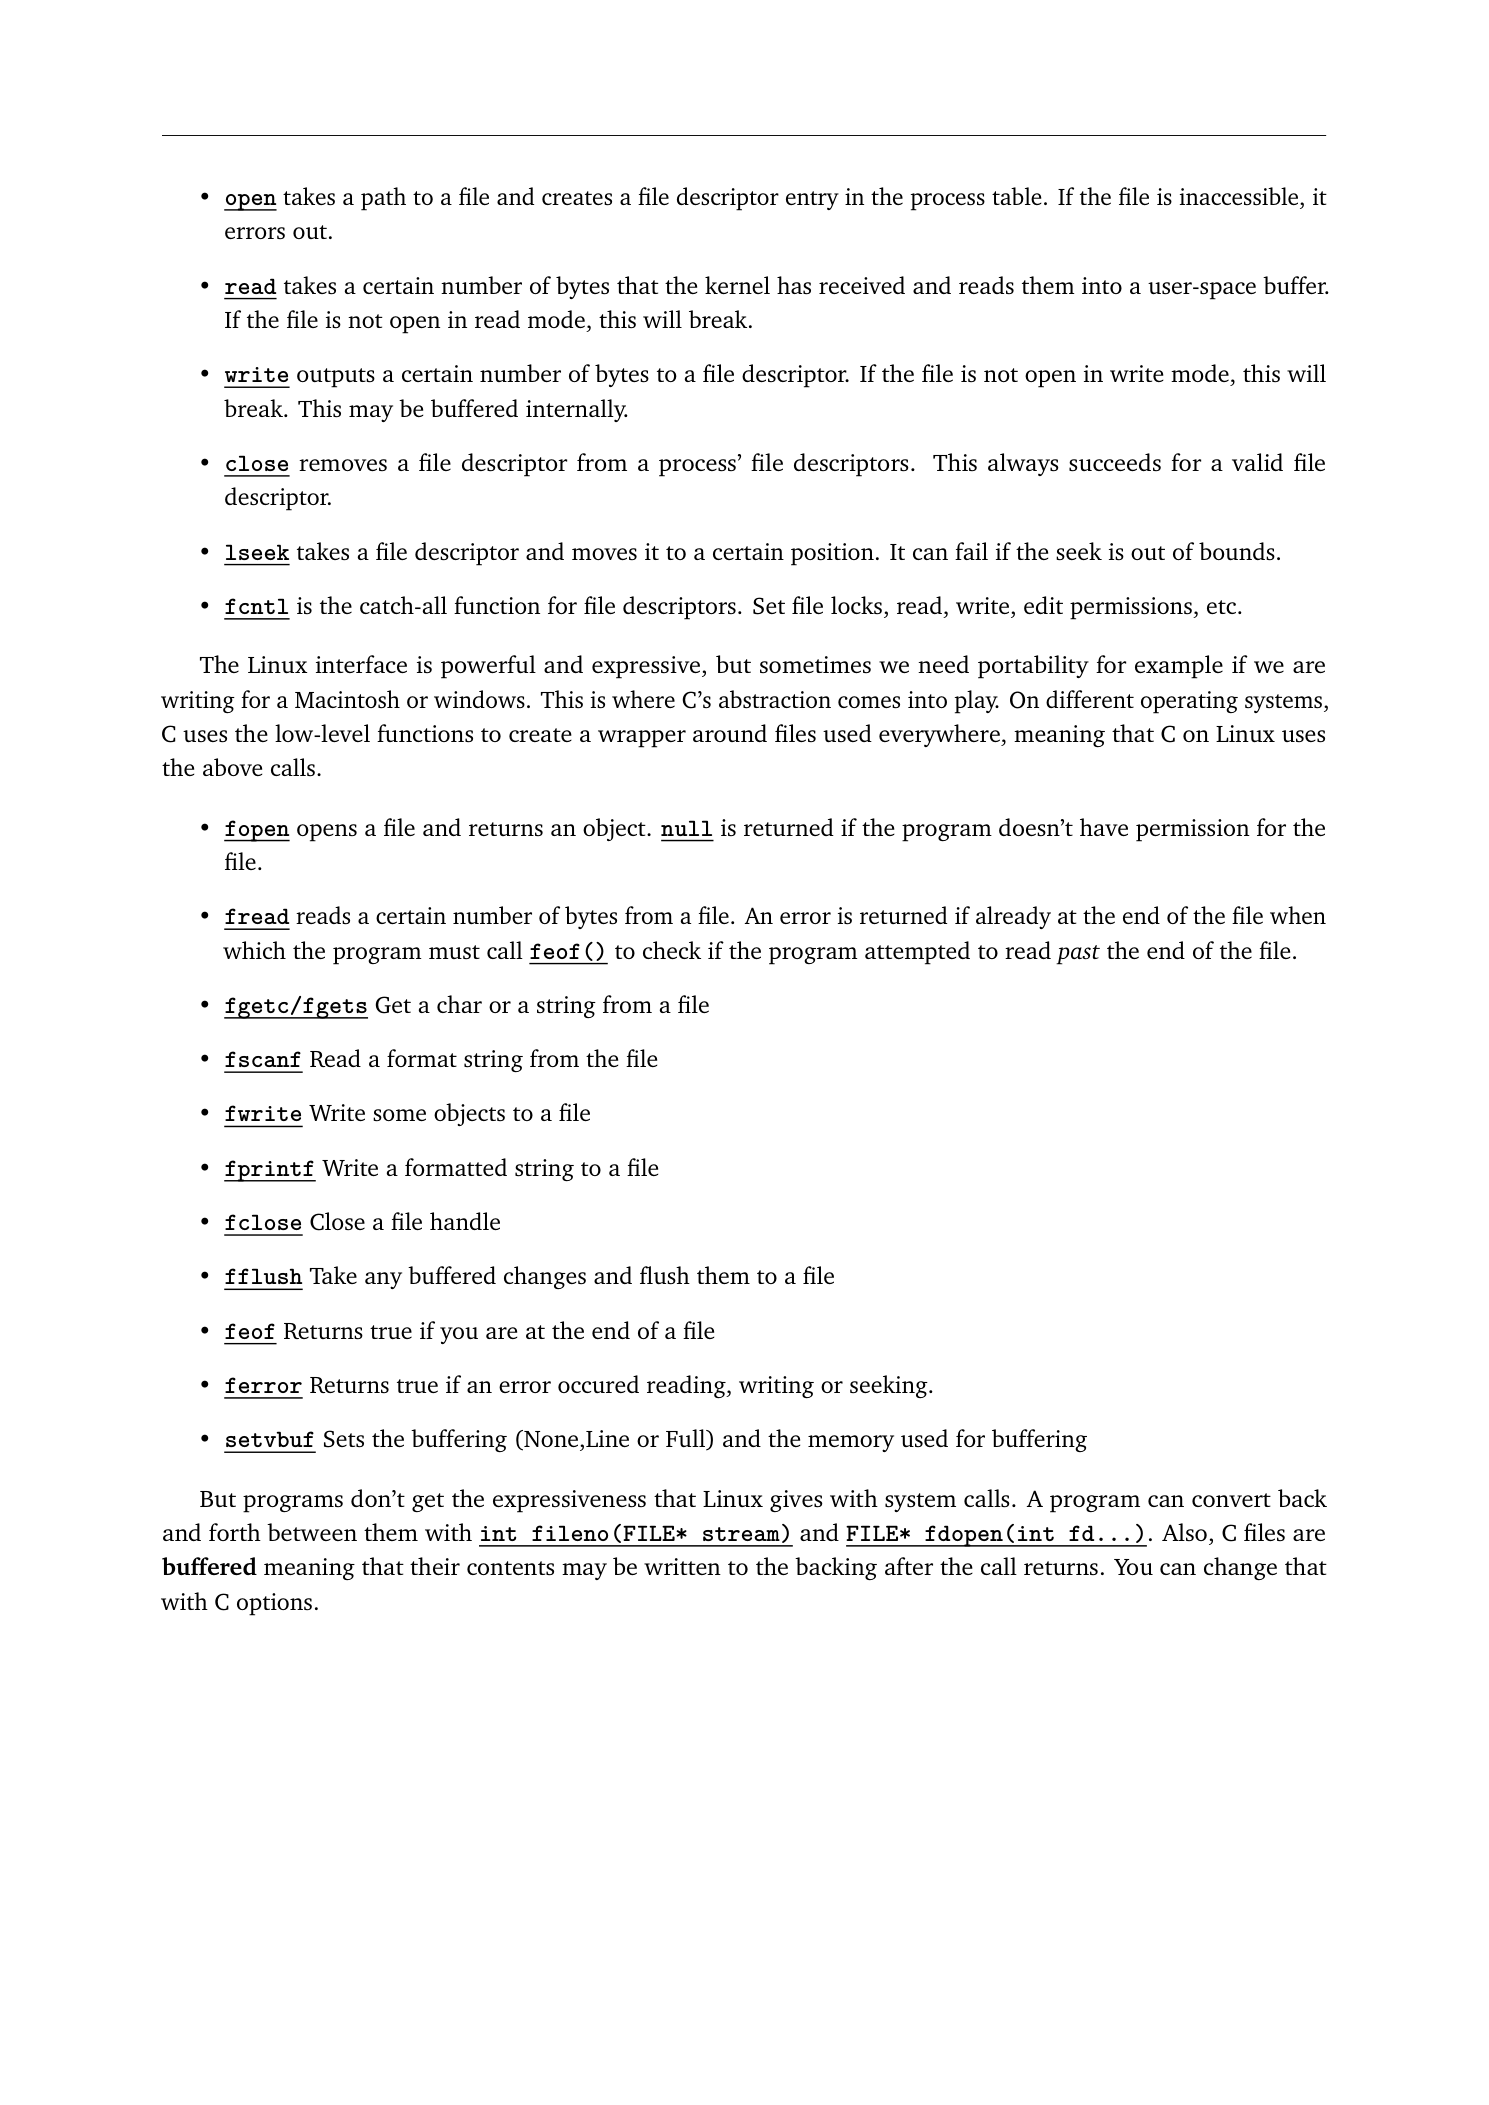 • open takes a path to a file and creates a file descriptor entry in the process table. If the file is inaccessible, it
errors out.
• read takes a certain number of bytes that the kernel has received and reads them into a user-space buffer.
If the file is not open in read mode, this will break.
• write outputs a certain number of bytes to a file descriptor. If the file is not open in write mode, this will
break. This may be buffered internally.
• close removes a file descriptor from a process’ file descriptors. This always succeeds for a valid file
descriptor.
• lseek takes a file descriptor and moves it to a certain position. It can fail if the seek is out of bounds.
• fcntl is the catch-all function for file descriptors. Set file locks, read, write, edit permissions, etc.
The Linux interface is powerful and expressive, but sometimes we need portability for example if we are
writing for a Macintosh or windows. This is where C’s abstraction comes into play. On different operating systems,
C uses the low-level functions to create a wrapper around files used everywhere, meaning that C on Linux uses
the above calls.
• fopen opens a file and returns an object. null is returned if the program doesn’t have permission for the
file.
• fread reads a certain number of bytes from a file. An error is returned if already at the end of the file when
which the program must call feof() to check if the program attempted to read past the end of the file.
• fgetc/fgets Get a char or a string from a file
• fscanf Read a format string from the file
• fwrite Write some objects to a file
• fprintf Write a formatted string to a file
• fclose Close a file handle
• fflush Take any buffered changes and flush them to a file
• feof Returns true if you are at the end of a file
• ferror Returns true if an error occured reading, writing or seeking.
• setvbuf Sets the buffering (None,Line or Full) and the memory used for buffering
But programs don’t get the expressiveness that Linux gives with system calls. A program can convert back
and forth between them with int fileno(FILE* stream) and FILE* fdopen(int fd...). Also, C files are
buffered meaning that their contents may be written to the backing after the call returns. You can change that
with C options.